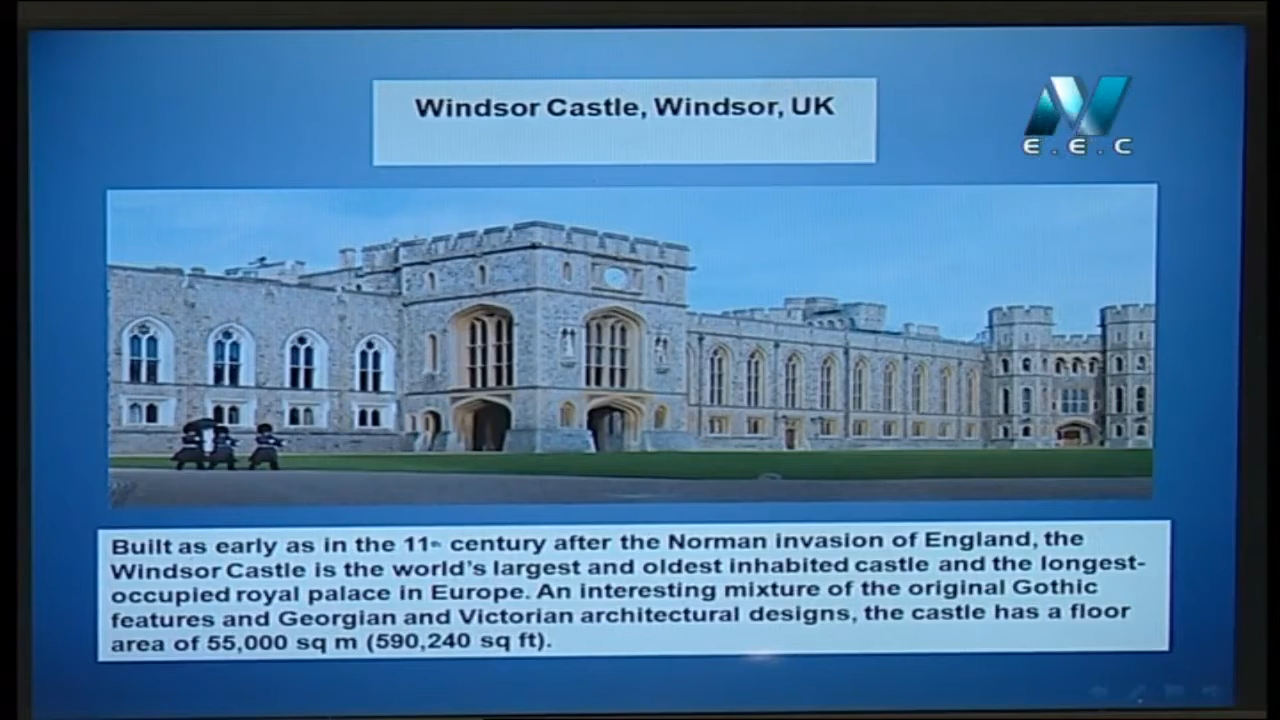 Windsor Castle, Windsor, UK
E.E.C
Built as early as in the 11th century after the Norman invasion of England, the
Windsor Castle is the world's largest and oldest inhabited castle and the longest-
occupied royal palace in Europe. An interesting mixture of the original Gothic
features and Georgian and Victorian architectural designs, the castle has a floor
area of 55,000 sq m (590,240 sq ft).